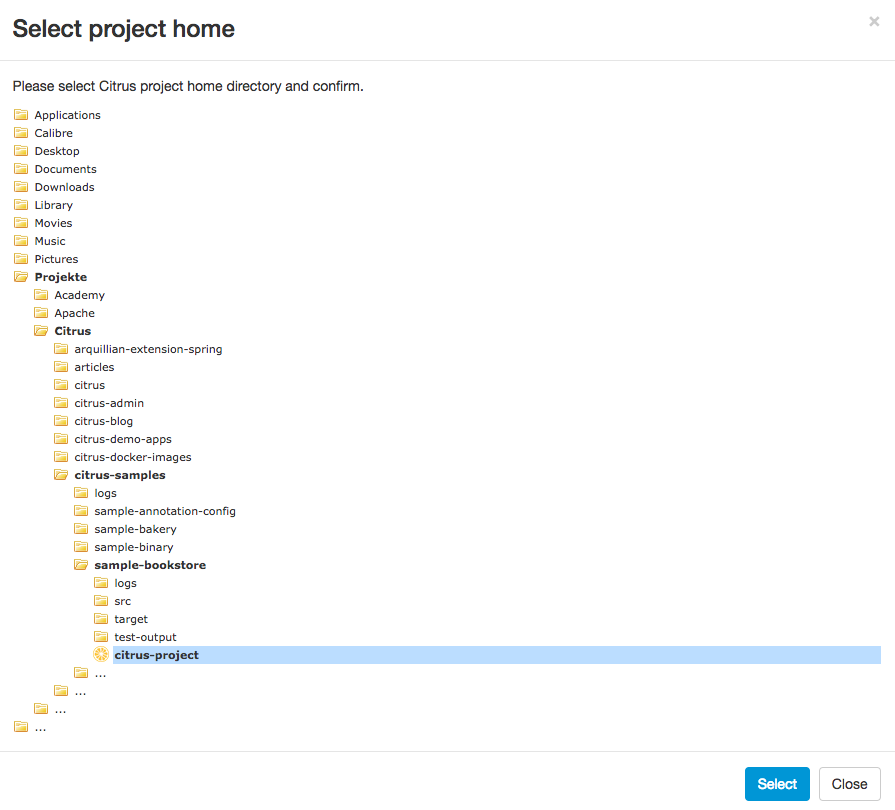 Select project home
×
Please select Citrus project home directory and confirm.
Applications
Calibre
Desktop
Documents
Downloads
Library
Movies
Music
Pictures
Projekte
Academy
Apache
Citrus
arquillian-extension-spring
articles
citrus
citrus-admin
citrus-blog
citrus-demo-apps
citrus-docker-images
citrus-samples
logs
sample-annotation-config
sample-bakery
sample-binary
sample-bookstore
logs
src
target
test-output
citrus-project
...
...
...
...
Select Close